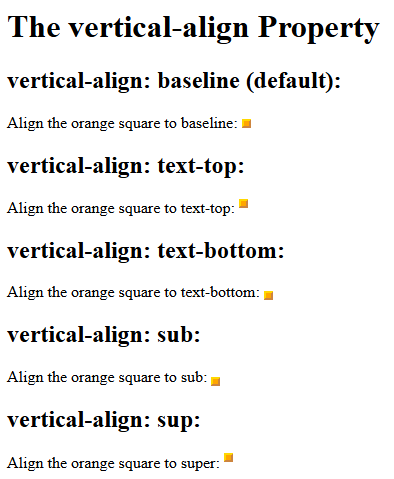 The vertical-align Property
vertical-align: baseline (default):
Align the orange square to baseline:
vertical-align: text-top:
Align the orange square to text-top:
vertical-align: text-bottom:
Align the orange square to text-bottom:
vertical-align: sub:
Align the orange square to sub:
vertical-align: sup:
Align the orange square to super: